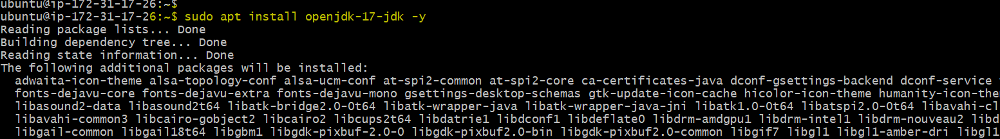 ubuntu@ip-172-31-17-26:~$
ubuntu@ip-172-31-17-26:~$ sudo apt install openjdk-17-jdk -y
Reading package lists... Done
Building dependency tree... Done
Reading state information... Done
The following additional packages will be installed:
adwaita-icon-theme alsa-topology-conf alsa-ucm-conf at-spi2-common at-spi2-core ca-certificates-java dconf-gsettings-backend dconf-service
fonts-dejavu-core fonts-dejavu-extra fonts-dejavu-mono gsettings-desktop-schemas gtk-update-icon-cache hicolor-icon-theme humanity-icon-the
libasound2-data libasound2t64 libatk-bridge2.0-0t64 libatk-wrapper-java libatk-wrapper-java-jni libatk1.0-0t64 libatspi2.0-0t64 libavahi-cl
libavahi-common3 libcairo-gobject2 libcairo2 libcups2t64 libdatrie1 libdconf1 libdeflate0 libdrm-amdgpu1 libdrm-intel1 libdrm-nouveau2 libd
libgail-common libgail18t64 libgbm1 libgdk-pixbuf-2.0-0 libgdk-pixbuf2.0-bin libgdk-pixbuf2.0-common libgif7 libgl1 libgl1-amber-dri libgl1